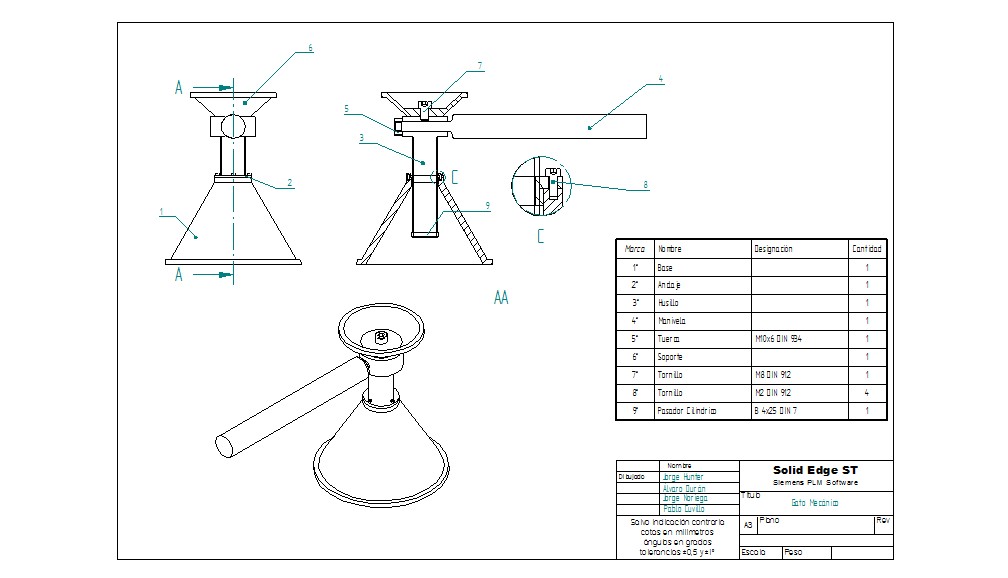 6
7
4
A
5
3
C
2
8
1
9
C
A
AA
Marca Nombre Designación Cantidad
1° Base 1
2° Andaje 1
3° Husillo 1
4° Manivela 1
5° Tuerca M10x6 DIN 934 1
6° Soporte 1
7° Tornillo M8 DIN 912 1
8° Tornillo M2 DIN 912 4
9° Pasador Cilindrico B 4x25 DIN 7 1
Nombre
Dibujado Jorge Hunter
Alvaro Duran
Jorge Noriega
Pablo Cuvillo
Solid Edge ST
Siemens PLM Software
Título
Gato Mecánico
Salvo indicación contraria
cotas en milímetros
ángulos en grados
tolerancias ±0,5 y ±1°
A3 Plano Rev
Escala Peso